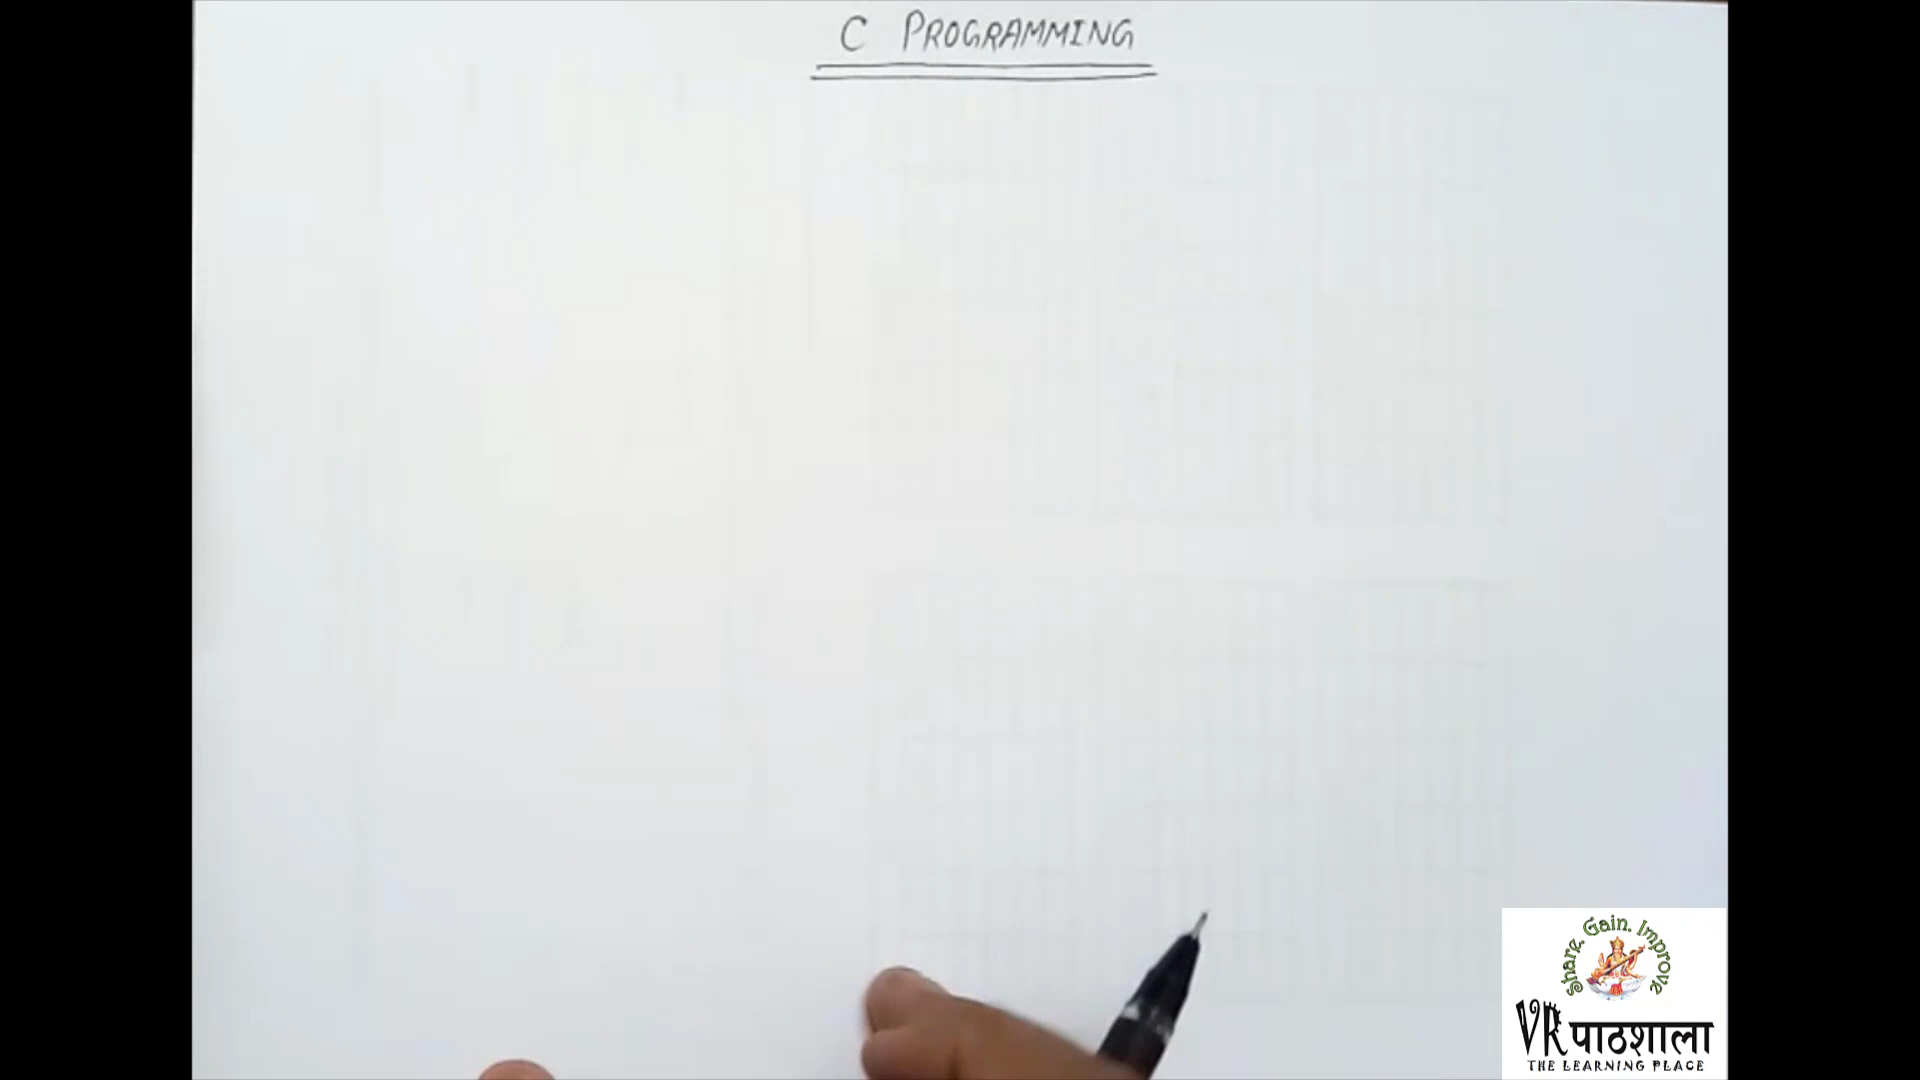 C PROGRAMMING
Share. Gain. Improve
VR पाठशाला
THE LEARNING PLACE